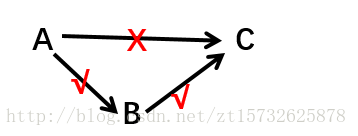 A
X
C
√
√
B
http://blog.csdn.net/zt15732625878